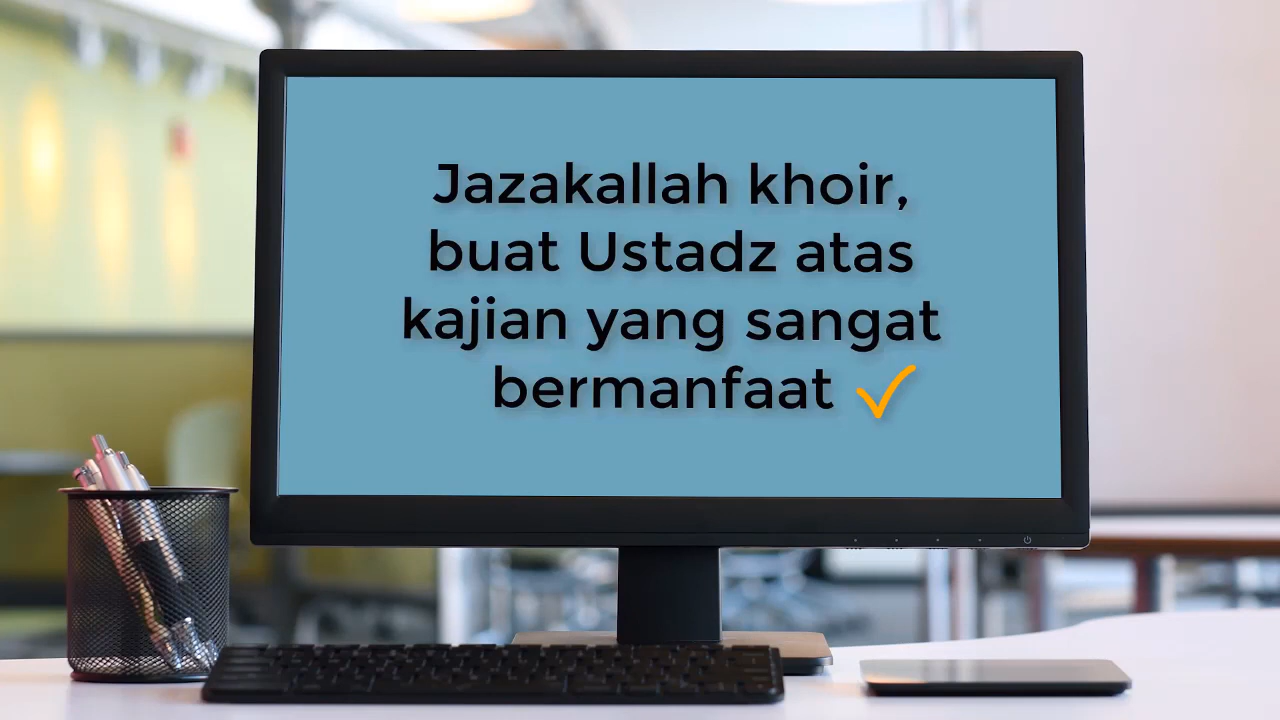 Jazakallah khoir,
buat Ustadz atas
kajian yang sangat
bermanfaat